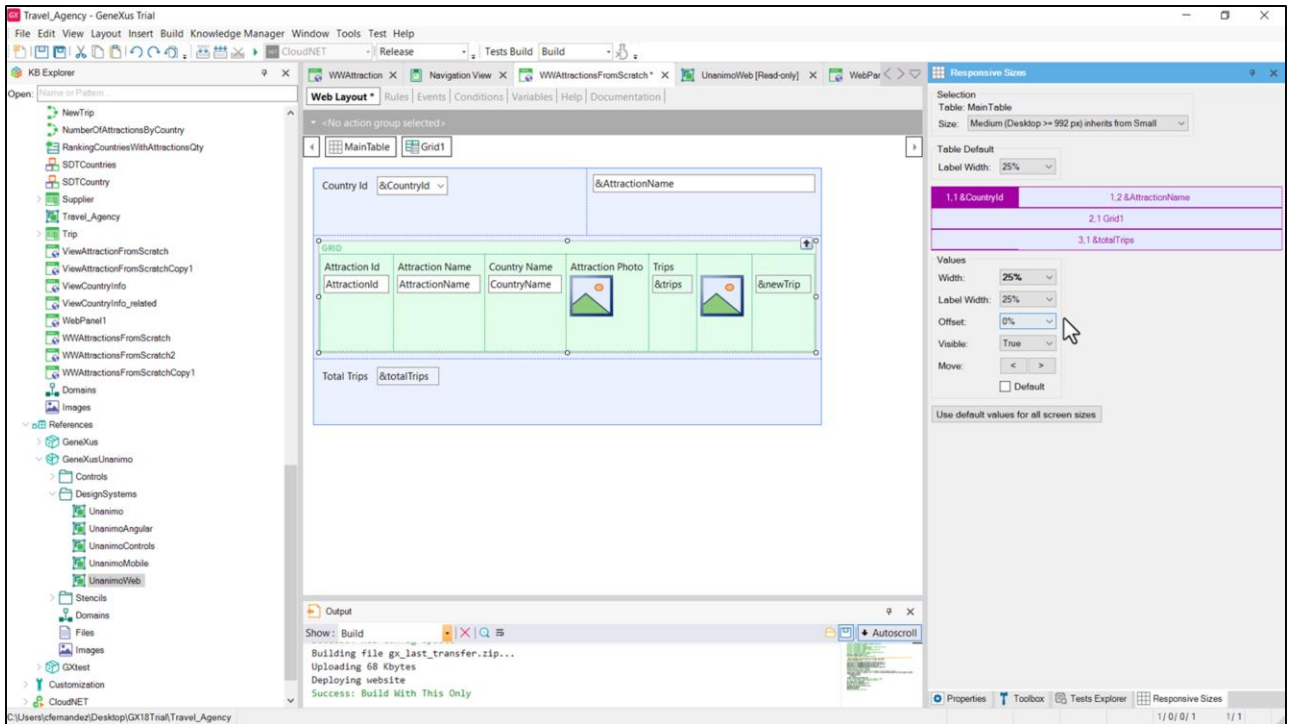 Travel_Agency - GeneXus Trial
File Edit View Layout Insert Build Knowledge Manager Window Tools Test Help
CloudNET Release Tests Build Build
KB Explorer
Open: Name or Pattern...
NewTrip
NumberOfAttractionsByCountry
RankingCountriesWithAttractionsQty
SDTCountries
SDTCountry
Supplier
Travel_Agency
Trip
ViewAttractionFromScratch
ViewAttractionFromScratchCopy1
ViewCountryInfo
ViewCountryInfo_related
WebPanel1
WWAttractionsFromScratch
WWAttractionsFromScratch2
WWAttractionsFromScratchCopy1
Domains
Images
References
GeneXus
GeneXusUnanimo
Controls
DesignSystems
Unanimo
UnanimoAngular
UnanimoControls
UnanimoMobile
UnanimoWeb
Stencils
Domains
Files
Images
GXtest
Customization
CloudNET
WWAttraction X Navigation View X WWAttractionsFromScratch * X UnanimoWeb [Read-only] X WebPar
Web Layout * Rules Events Conditions Variables Help Documentation
<No action group selected>
MainTable Grid1
Country Id &CountryId &AttractionName
GRID
Attraction Id Attraction Name Country Name Attraction Photo Trips
AttractionId AttractionName CountryName &trips &newTrip
Total Trips &totalTrips
Output
Show: Build Autoscroll
Building file gx_last_transfer.zip...
Uploading 68 Kbytes
Deploying website
Success: Build With This Only
Responsive Sizes
Selection
Table: MainTable
Size: Medium (Desktop >= 992 px) inherits from Small
Table Default
Label Width: 25%
1,1 &CountryId 1,2 &AttractionName
2,1 Grid1
3,1 &totalTrips
Values
Width: 25%
Label Width: 25%
Offset: 0%
Visible: True
Move: < >
Default
Use default values for all screen sizes
Properties Toolbox Tests Explorer Responsive Sizes
C:\Users\cfernandez\Desktop\GX18Trial\Travel_Agency 1/ 0/ 0/ 1 1/ 1